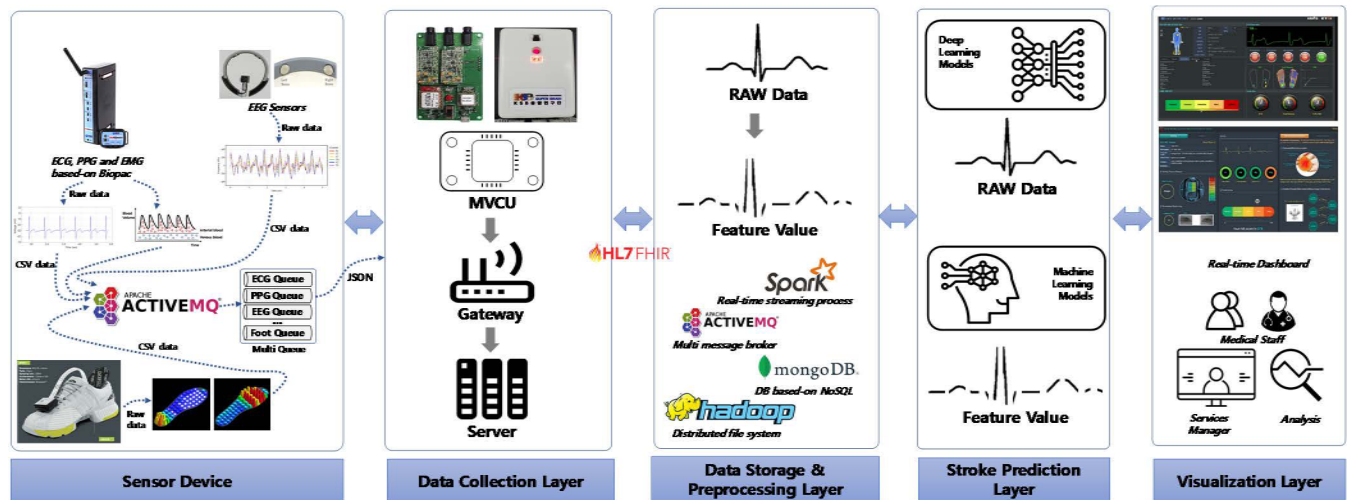 EEG Sensors
Raw data
ECG, PPG and EMG
based-on Biopac
Raw data
CSV data
CSV data
APACHE
ACTIVEMQ
ECG Queue
PPG Queue
EEG Queue
...
Foot Queue
Multi Queue
JSON
CSV data
Raw
data
Sensor Device
MVCU
Gateway
Server
Data Collection Layer
HL7 FHIR
RAW Data
Feature Value
Spark
Real-time streaming process
APACHE
ACTIVEMQ
Multi message broker
mongoDB
DB based-on NoSQL
hadoop
Distributed file system
Data Storage &
Preprocessing Layer
Deep
Learning
Models
RAW Data
Machine
Learning
Models
Feature Value
Stroke Prediction
Layer
Real-time Dashboard
Medical Staff
Services
Manager
Analysis
Visualization Layer